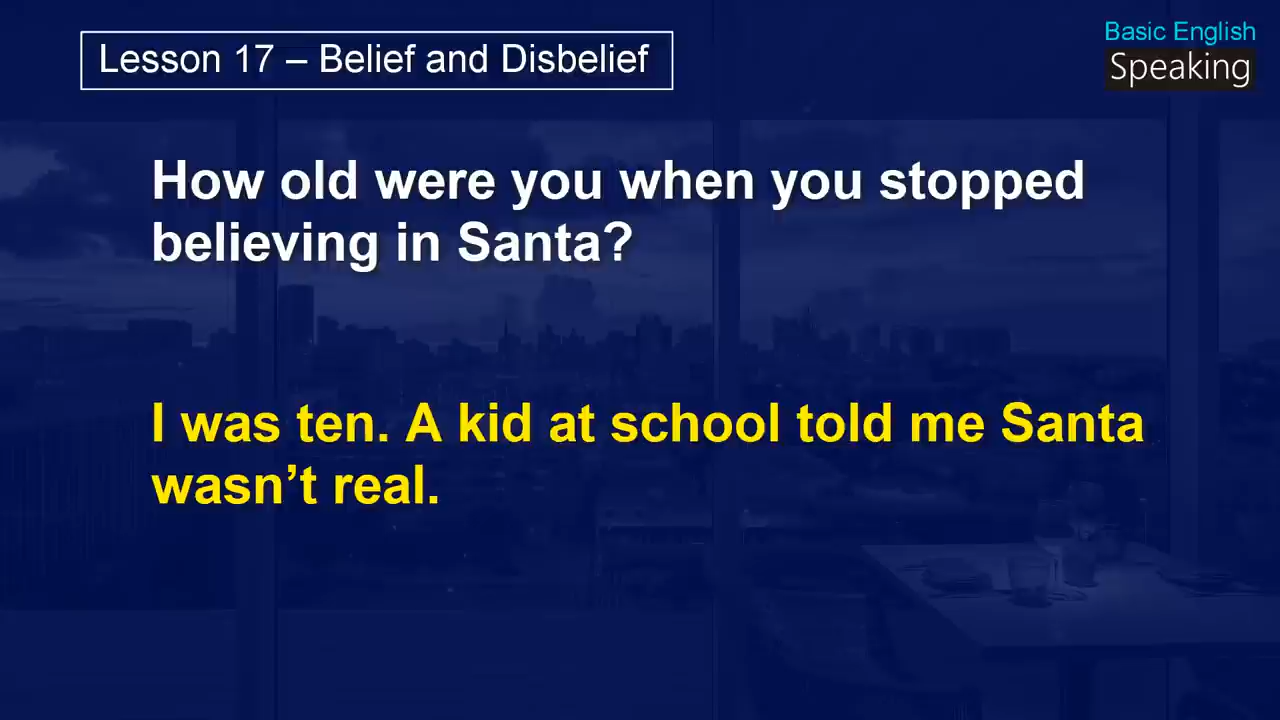 Lesson 17 – Belief and Disbelief
Basic English
Speaking
How old were you when you stopped
believing in Santa?
I was ten. A kid at school told me Santa
wasn’t real.